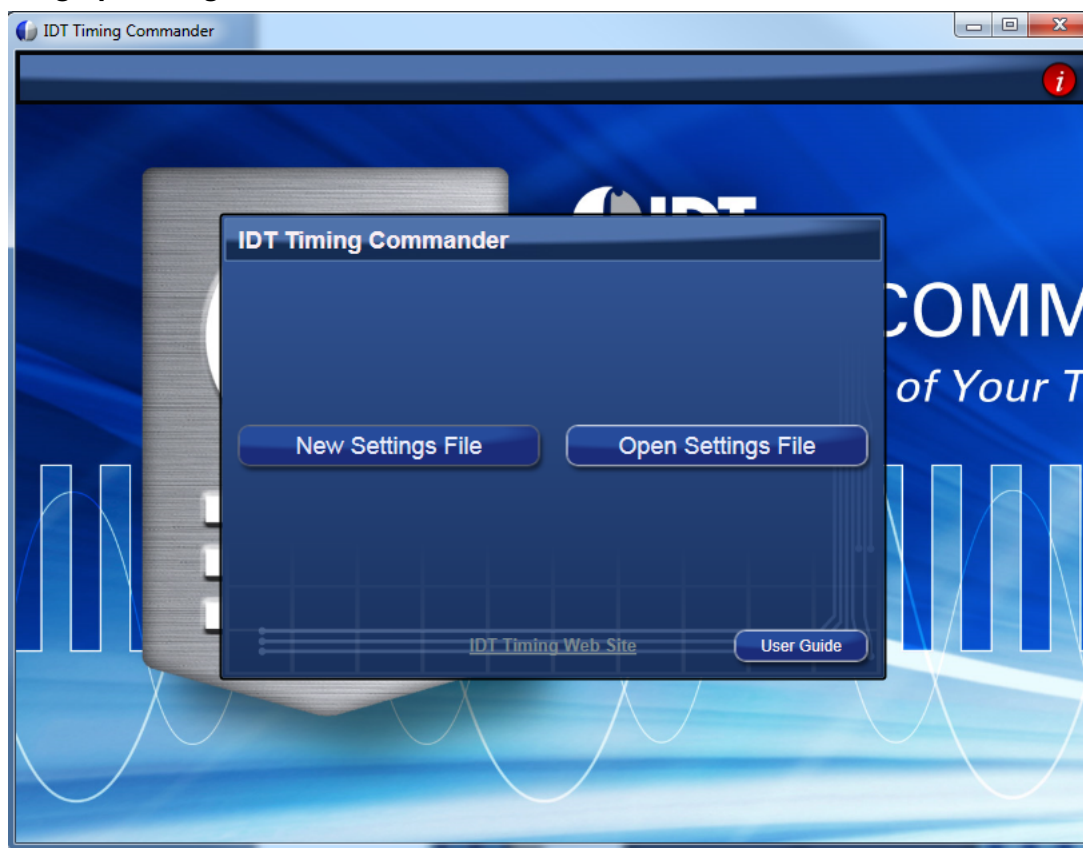 IDT Timing Commander
i
IDT
IDT Timing Commander
COMM
of Your T
New Settings File
Open Settings File
IDT Timing Web Site
User Guide